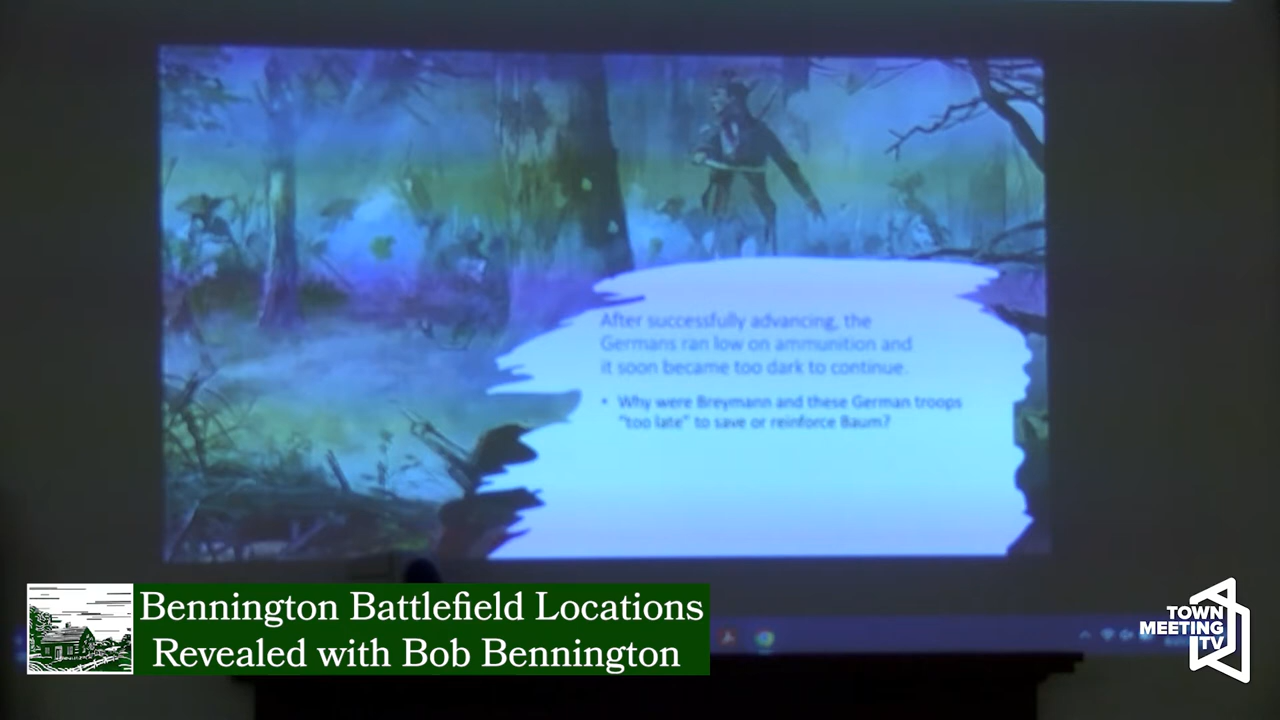 After successfully advancing, the
Germans ran low on ammunition and
it soon became too dark to continue.
• Why were Breymann and these German troops
"too late" to save or reinforce Baum?
Bennington Battlefield Locations
Revealed with Bob Bennington
TOWN
MEETING
TV